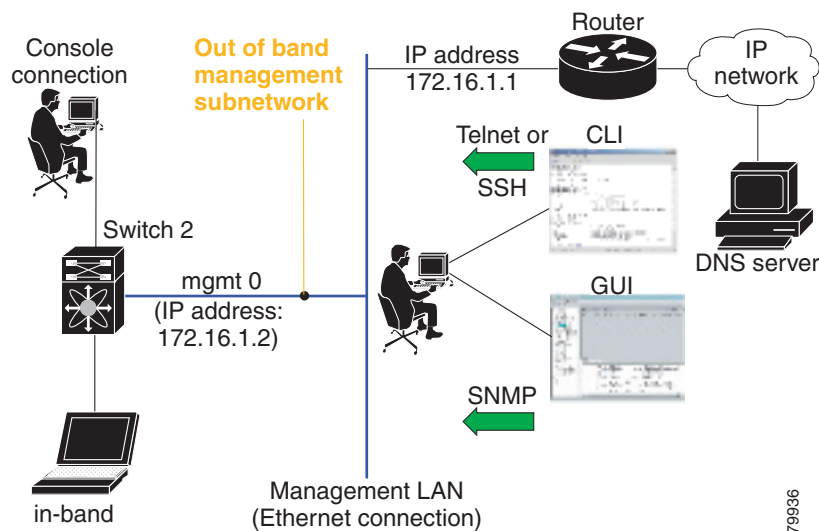 Console
connection
Out of band
management
subnetwork
Router
IP address
172.16.1.1
IP
network
Telnet or
SSH
CLI
Switch 2
DNS server
mgmt 0
(IP address:
172.16.1.2)
GUI
SNMP
in-band
Management LAN
(Ethernet connection)
79936